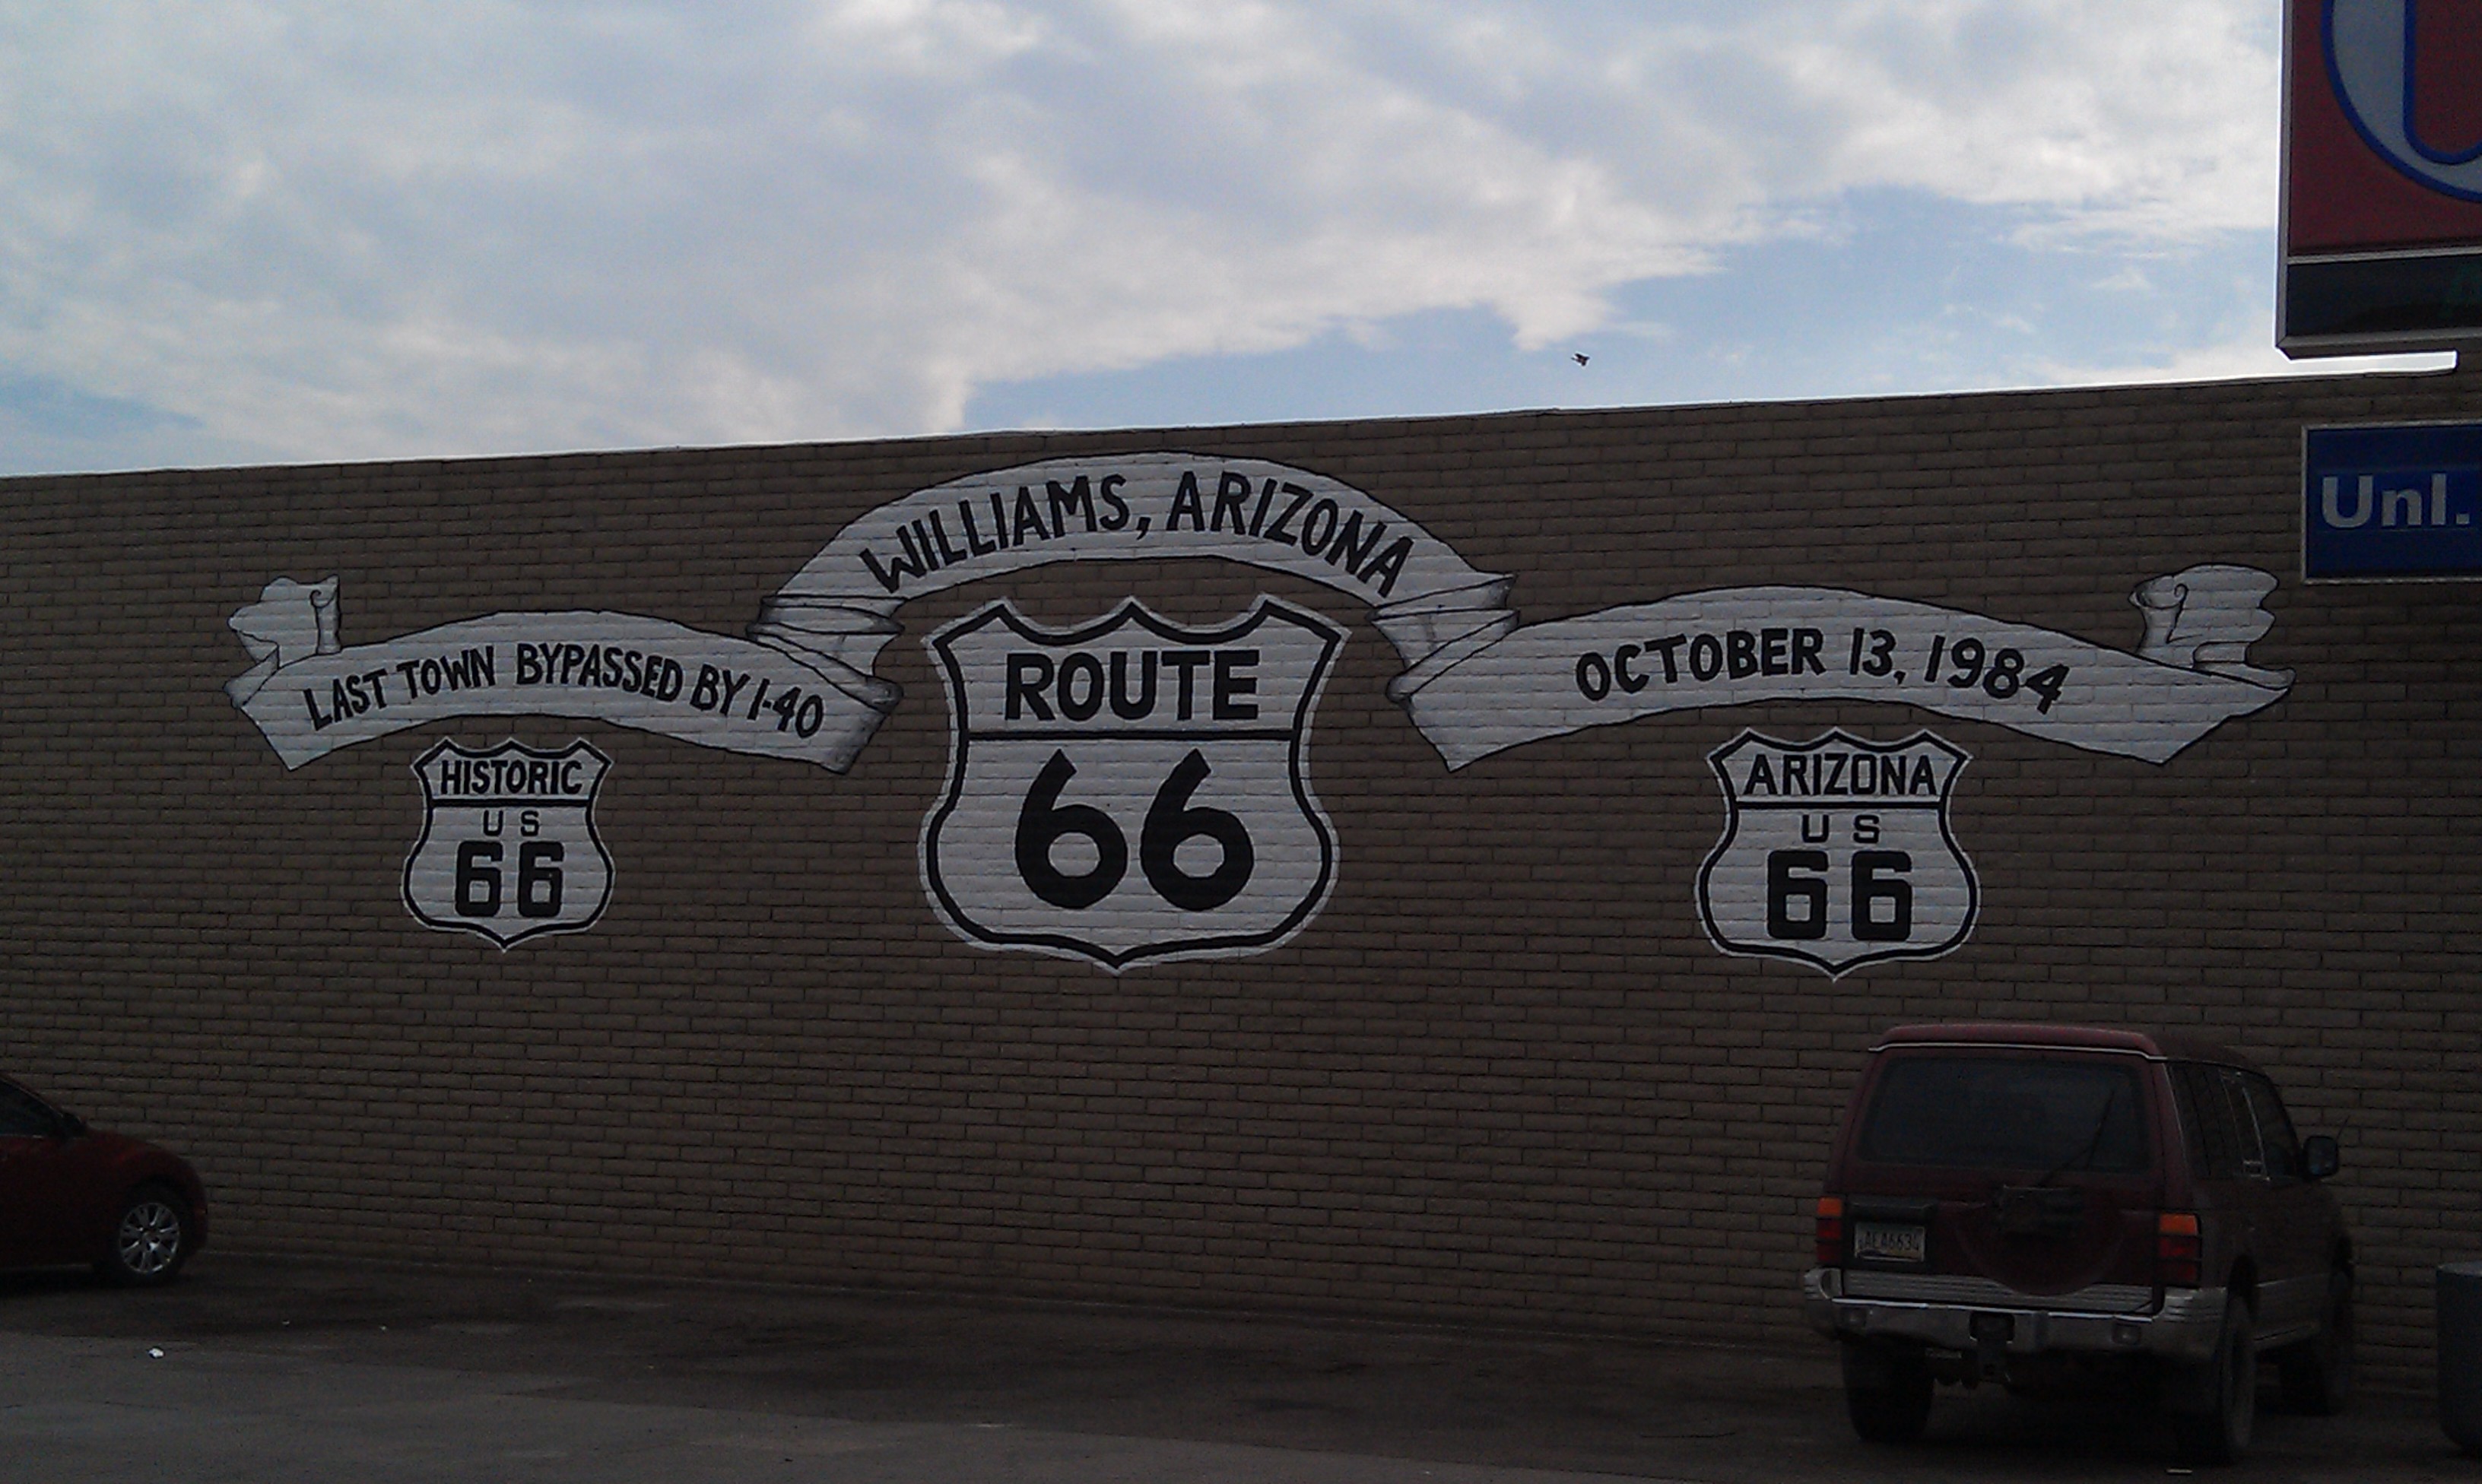 WILLIAMS, ARIZONA
LAST TOWN BYPASSED BY I-40
OCTOBER 13, 1984
HISTORIC
US
66
ROUTE
66
ARIZONA
US
66
Unl.